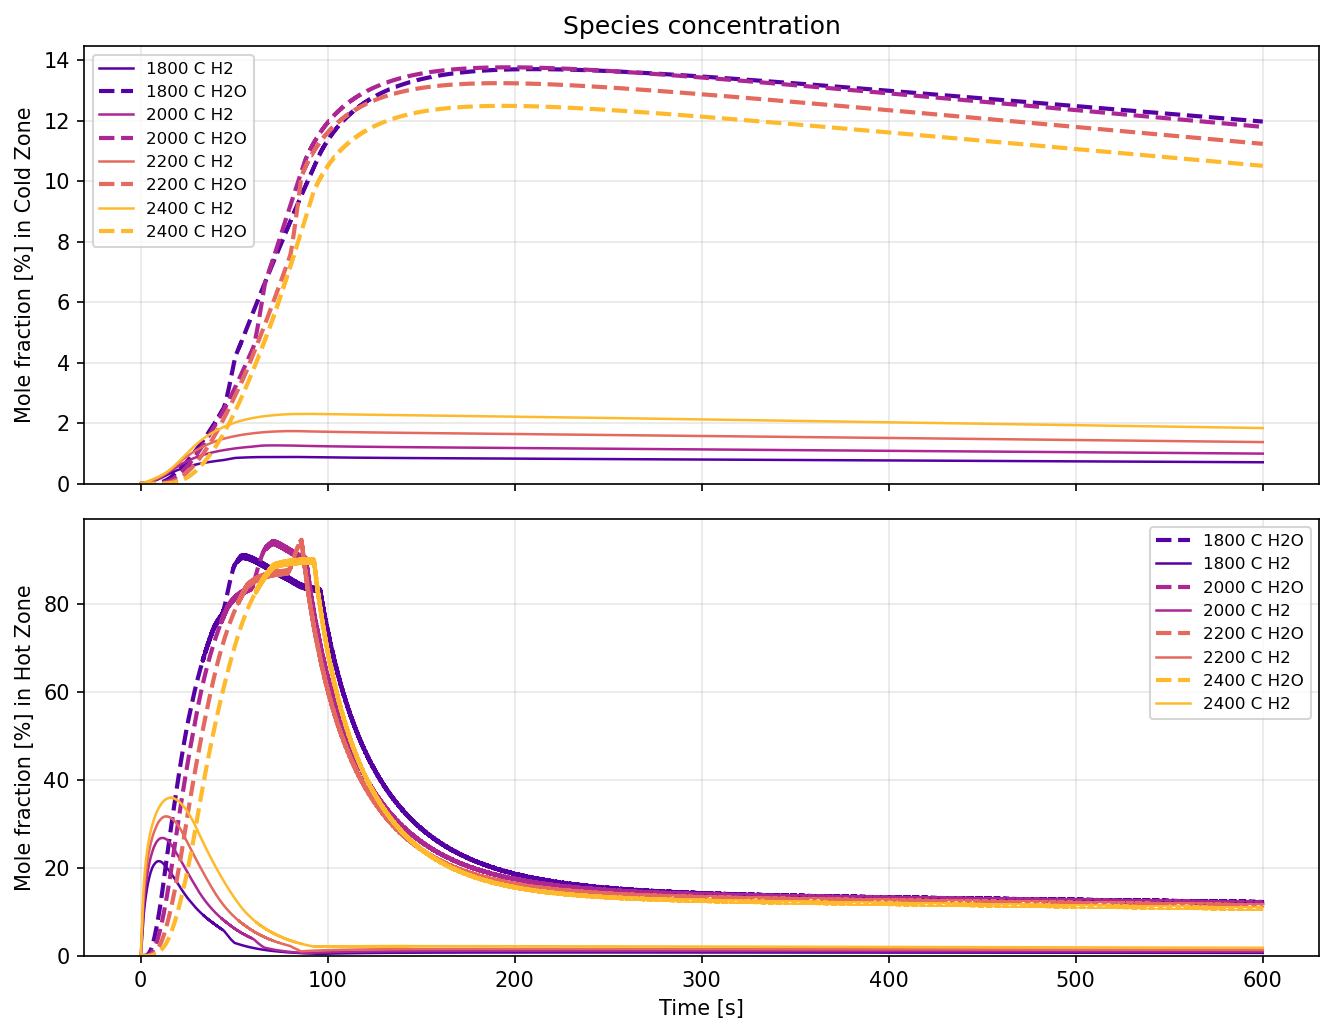 Species concentration
Mole fraction [%] in Cold Zone
14
12
10
8
6
4
2
0
1800 C H2
1800 C H2O
2000 C H2
2000 C H2O
2200 C H2
2200 C H2O
2400 C H2
2400 C H2O
Mole fraction [%] in Hot Zone
80
60
40
20
0
1800 C H2O
1800 C H2
2000 C H2O
2000 C H2
2200 C H2O
2200 C H2
2400 C H2O
2400 C H2
0 100 200 300 400 500 600
Time [s]